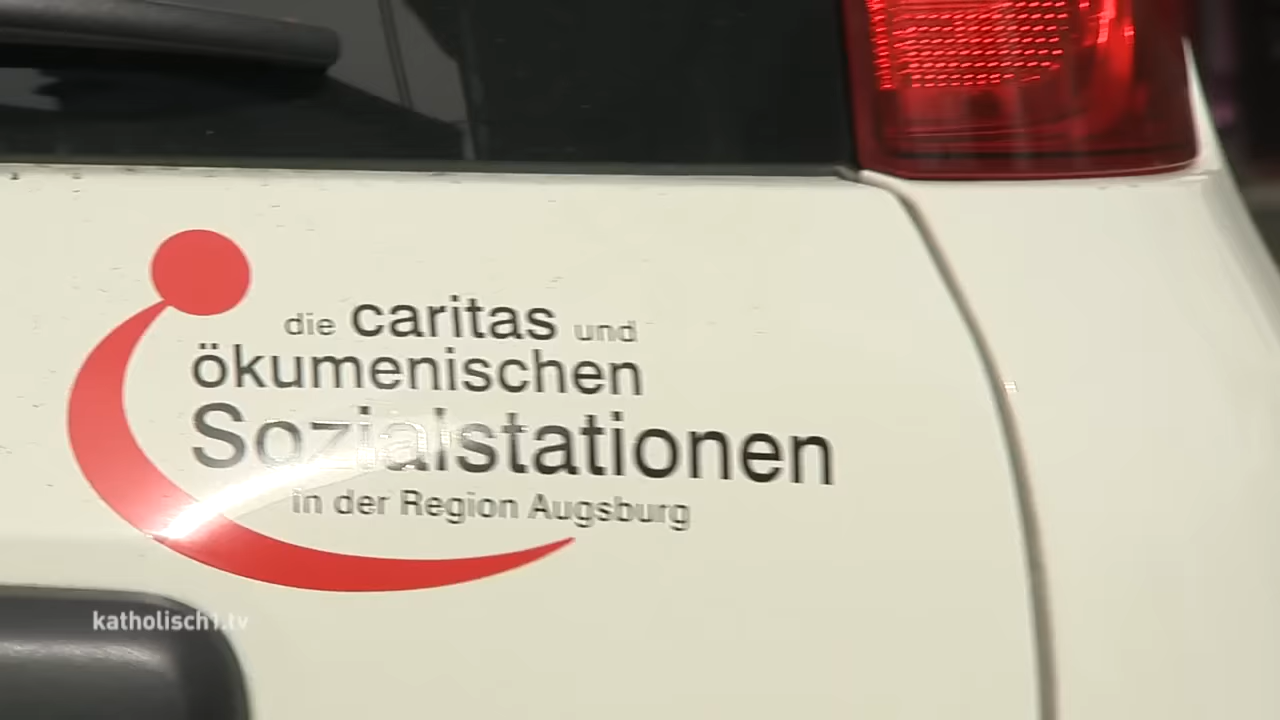 die caritas und
ökumenischen
Sozialstationen
in der Region Augsburg
katholisch1.tv